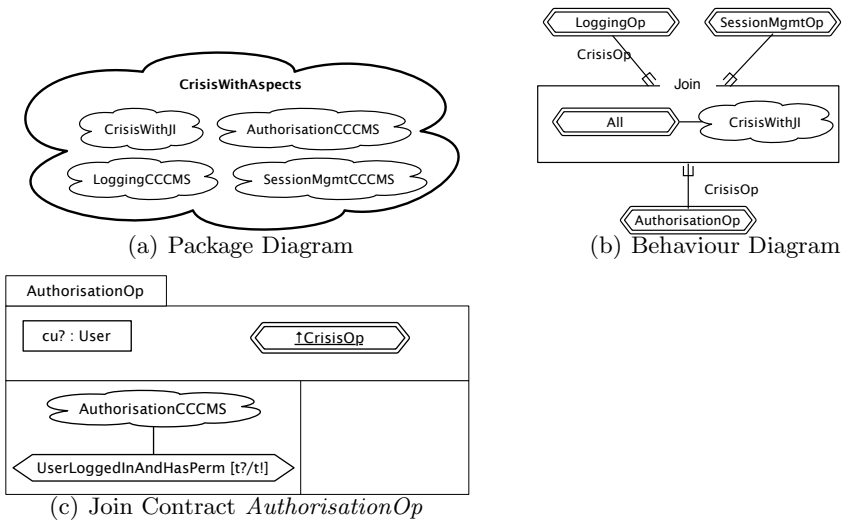 CrisisWithAspects
CrisisWithJI
AuthorisationCCCMS
LoggingCCCMS
SessionMgmtCCCMS
(a) Package Diagram
LoggingOp
SessionMgmtOp
CrisisOp
Join
All
CrisisWithJI
CrisisOp
AuthorisationOp
(b) Behaviour Diagram
AuthorisationOp
cu? : User
↑CrisisOp
AuthorisationCCCMS
UserLoggedInAndHasPerm [t?/t!]
(c) Join Contract AuthorisationOp